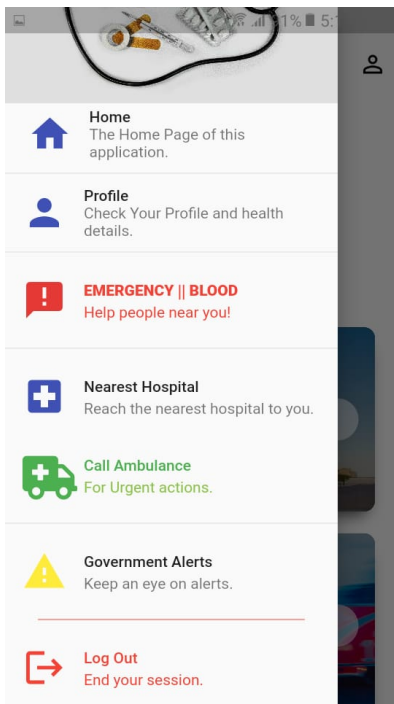 91% 5:
Home
The Home Page of this
application.
Profile
Check Your Profile and health
details.
EMERGENCY || BLOOD
Help people near you!
Nearest Hospital
Reach the nearest hospital to you.
Call Ambulance
For Urgent actions.
Government Alerts
Keep an eye on alerts.
Log Out
End your session.